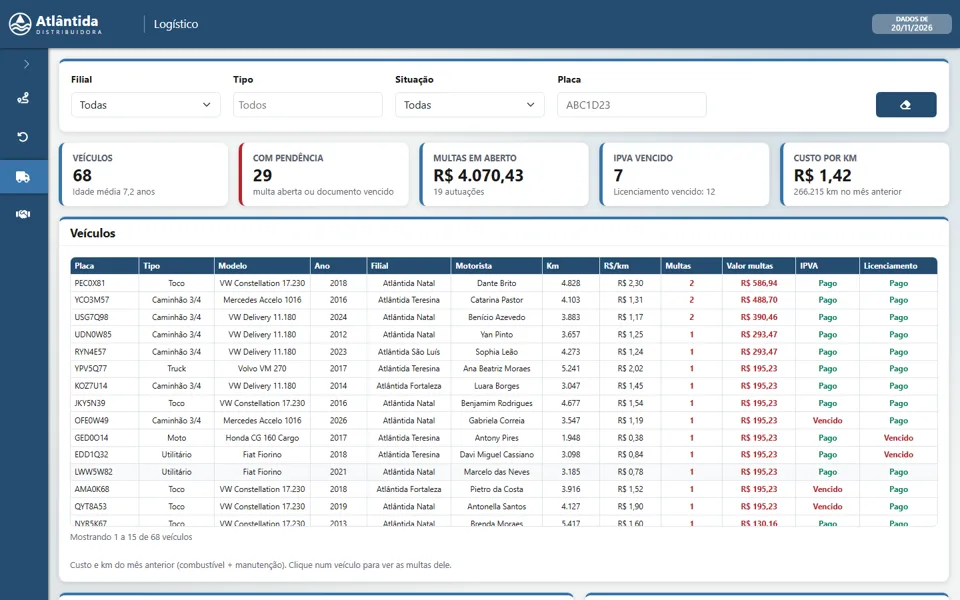 Atlântida
DISTRIBUIDORA
Logístico
DADOS DE
20/11/2026
Filial Tipo Situação Placa
Todas Todos Todas ABC1D23
VEÍCULOS COM PENDÊNCIA MULTAS EM ABERTO IPVA VENCIDO CUSTO POR KM
68 29 R$ 4.070,43 7 R$ 1,42
Idade média 7,2 anos multa aberta ou documento vencido 19 autuações Licenciamento vencido: 12 266.215 km no mês anterior
Veículos
Placa Tipo Modelo Ano Filial Motorista Km R$/km Multas Valor multas IPVA Licenciamento
PEC0X81 Toco VW Constellation 17.230 2018 Atlântida Natal Dante Brito 4.828 R$ 2,30 2 R$ 586,94 Pago Pago
YCO3M57 Caminhão 3/4 Mercedes Accelo 1016 2016 Atlântida Teresina Catarina Pastor 4.103 R$ 1,31 2 R$ 488,70 Pago Pago
USG7Q98 Caminhão 3/4 VW Delivery 11.180 2024 Atlântida Natal Benício Azevedo 3.883 R$ 1,17 2 R$ 390,46 Pago Pago
UDN0W85 Caminhão 3/4 VW Delivery 11.180 2012 Atlântida Natal Yan Pinto 3.657 R$ 1,25 1 R$ 293,47 Pago Pago
RYN4E57 Caminhão 3/4 VW Delivery 11.180 2023 Atlântida São Luís Sophia Leão 4.273 R$ 1,24 1 R$ 293,47 Pago Pago
YPV5Q77 Truck Volvo VM 270 2017 Atlântida Teresina Ana Beatriz Moraes 5.241 R$ 2,02 1 R$ 195,23 Pago Pago
KOZ7U14 Caminhão 3/4 VW Delivery 11.180 2014 Atlântida Fortaleza Luara Borges 3.047 R$ 1,45 1 R$ 195,23 Pago Pago
JKY5N39 Toco VW Constellation 17.230 2016 Atlântida Natal Benjamim Rodrigues 4.677 R$ 1,54 1 R$ 195,23 Pago Pago
OFE0W49 Caminhão 3/4 Mercedes Accelo 1016 2026 Atlântida Natal Gabriela Correia 3.547 R$ 1,19 1 R$ 195,23 Vencido Pago
GED0O14 Moto Honda CG 160 Cargo 2017 Atlântida Teresina Antony Pires 1.948 R$ 0,38 1 R$ 195,23 Pago Vencido
EDD1Q32 Utilitário Fiat Fiorino 2018 Atlântida Teresina Davi Miguel Cassiano 3.098 R$ 0,84 1 R$ 195,23 Pago Vencido
LWW5W82 Utilitário Fiat Fiorino 2021 Atlântida Natal Marcelo das Neves 3.185 R$ 0,78 1 R$ 195,23 Pago Pago
AMA0K68 Toco VW Constellation 17.230 2018 Atlântida Fortaleza Pietro da Costa 3.916 R$ 1,52 1 R$ 195,23 Vencido Pago
QYT8A53 Toco VW Constellation 17.230 2019 Atlântida Natal Antonella Santos 4.127 R$ 1,90 1 R$ 195,23 Vencido Pago
NYR5K67 Toco VW Constellation 17.230 2013 Atlântida Natal Brenda Moraes 5.417 R$ 1,60 1 R$ 130,16 Pago Pago
Mostrando 1 a 15 de 68 veículos
Custo e km do mês anterior (combustível + manutenção). Clique num veículo para ver as multas dele.